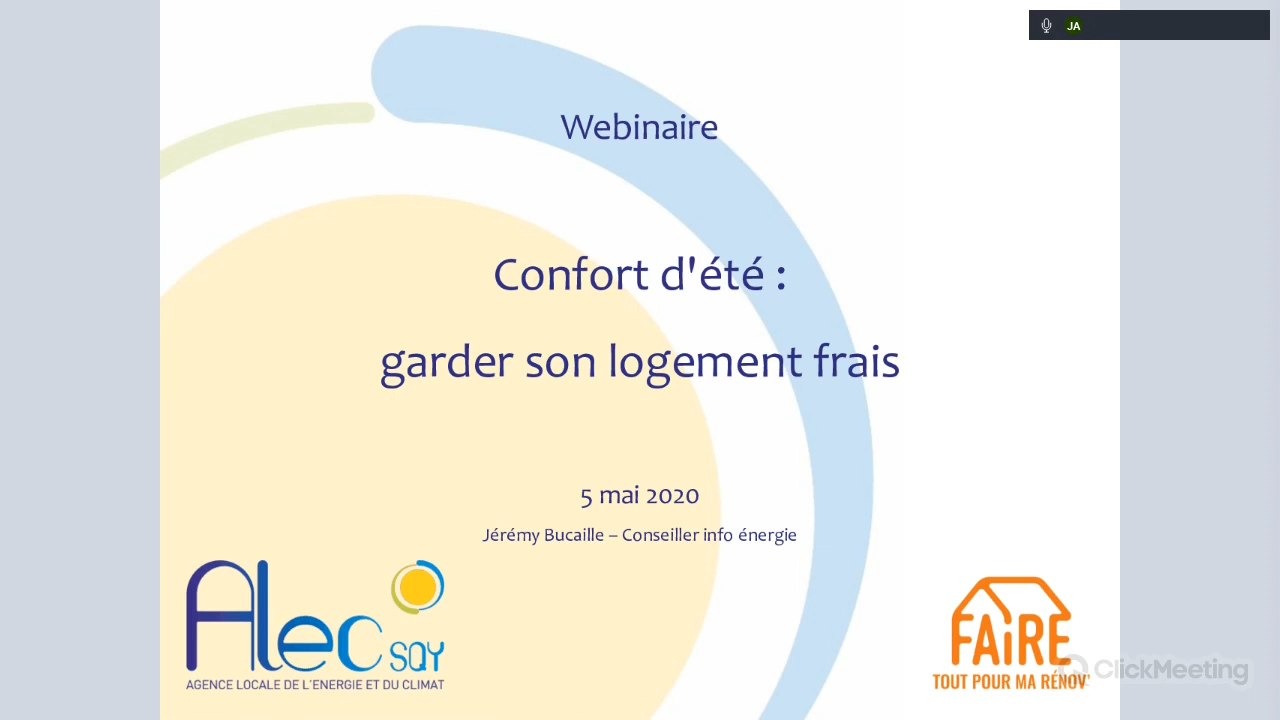 JA
Webinaire
Confort d'été :
garder son logement frais
5 mai 2020
Jérémy Bucaille – Conseiller info énergie
Alec SQY
AGENCE LOCALE DE L'ENERGIE ET DU CLIMAT
FAiRE
TOUT POUR MA RÉNOV'
ClickMeeting